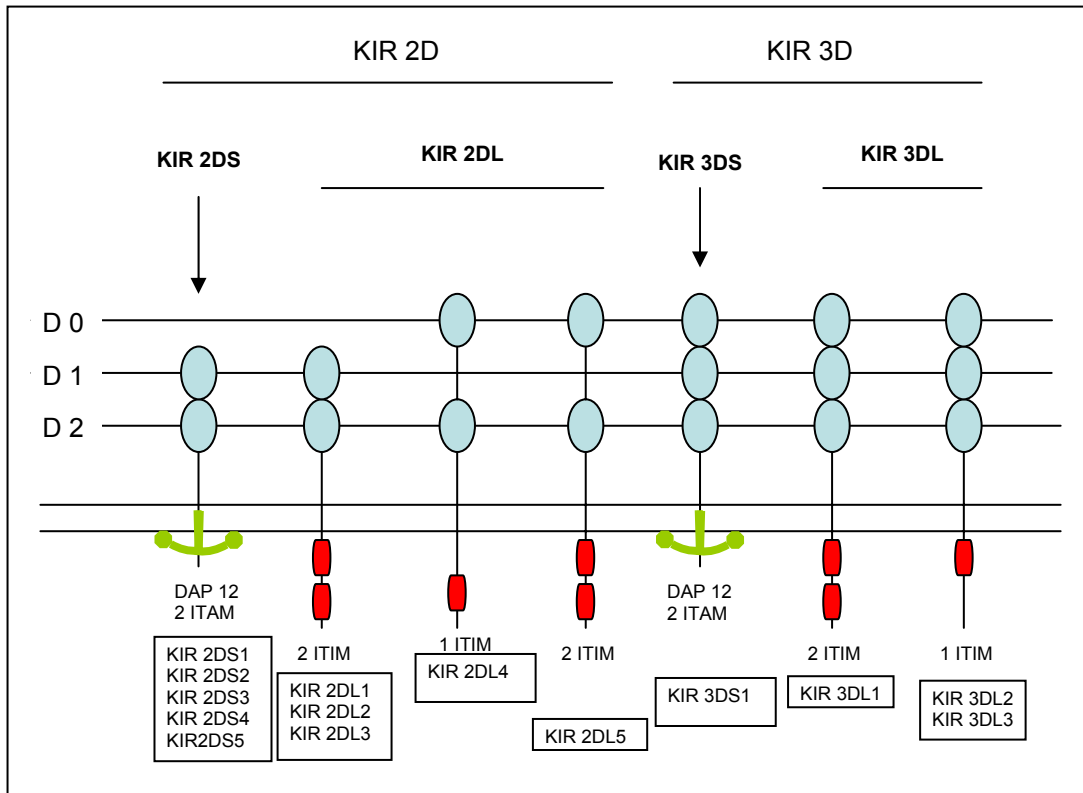 KIR 2D
KIR 3D
KIR 2DS
KIR 2DL
KIR 3DS
KIR 3DL
D 0
D 1
D 2
DAP 12
2 ITAM
KIR 2DS1
KIR 2DS2
KIR 2DS3
KIR 2DS4
KIR2DS5
2 ITIM
KIR 2DL1
KIR 2DL2
KIR 2DL3
1 ITIM
KIR 2DL4
2 ITIM
KIR 2DL5
DAP 12
2 ITAM
KIR 3DS1
2 ITIM
KIR 3DL1
1 ITIM
KIR 3DL2
KIR 3DL3